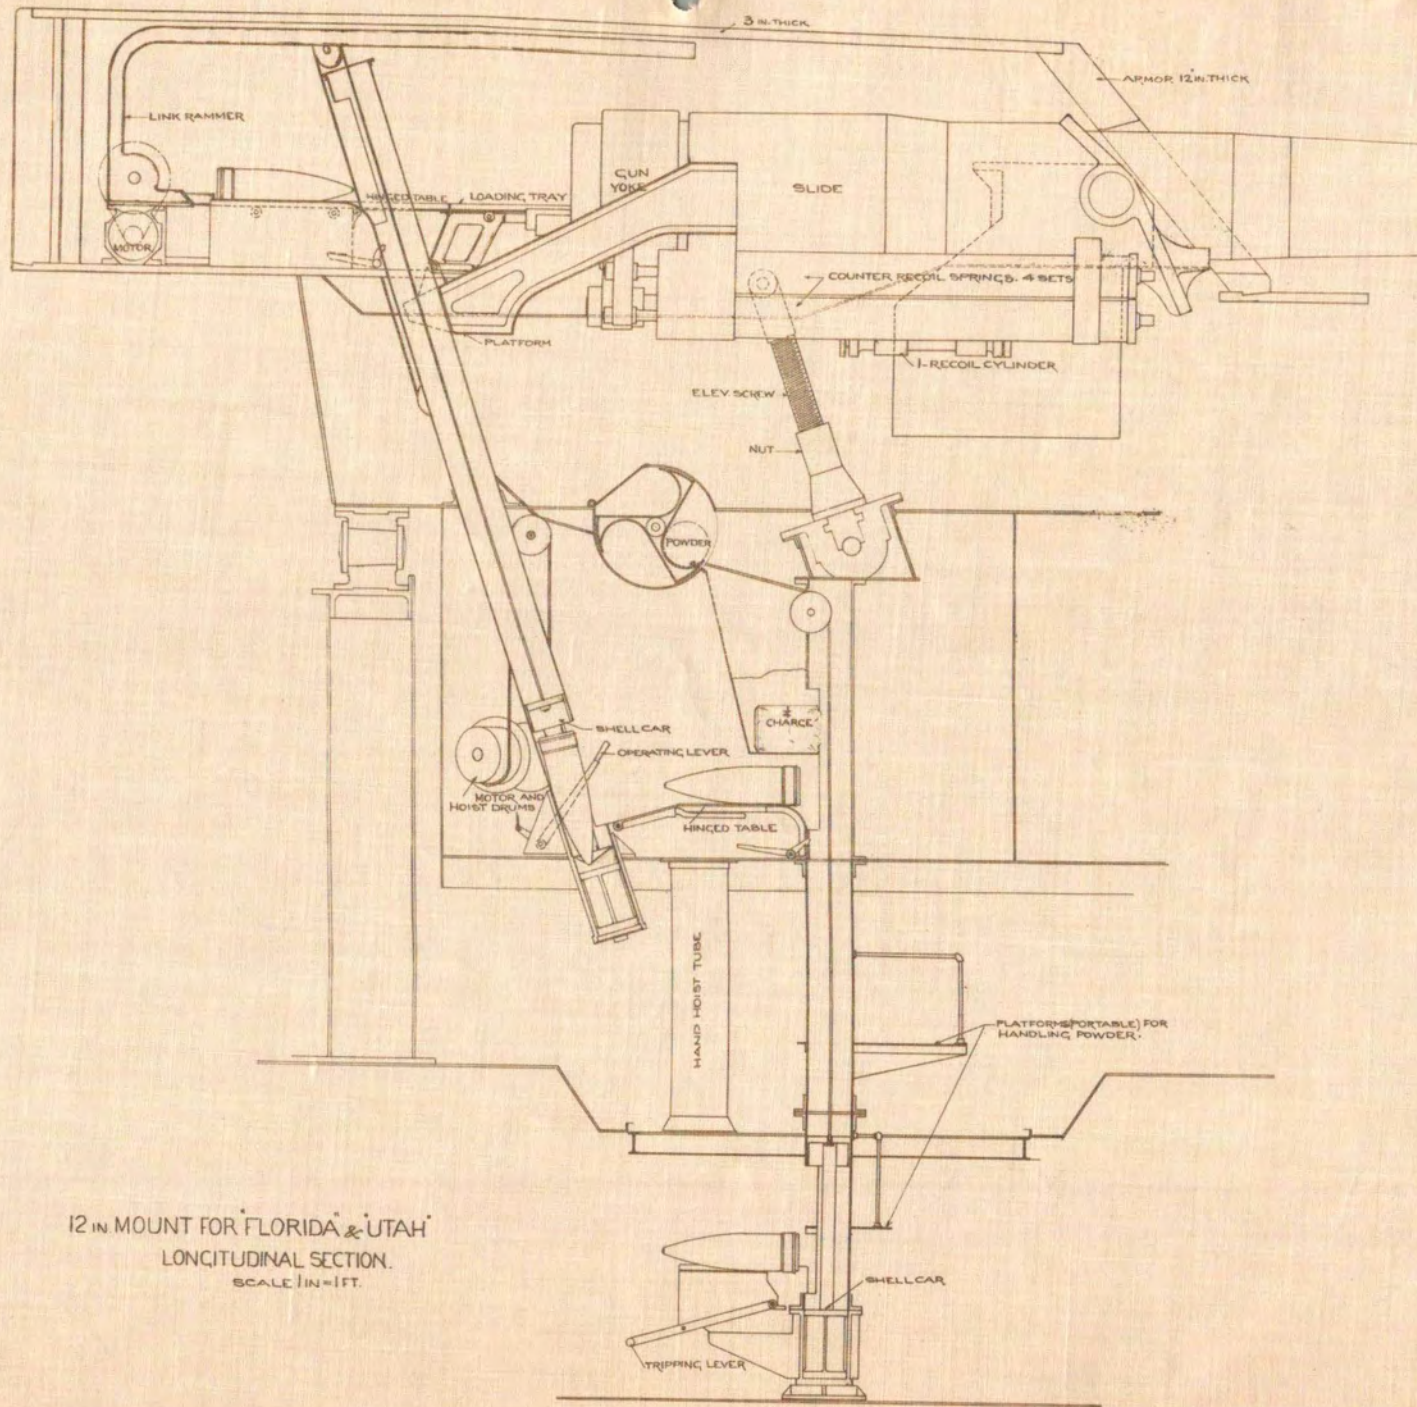 3 IN. THICK
ARMOR 12 IN. THICK
LINK RAMMER
GUN
YOKE
SLIDE
HINGED TABLE
LOADING TRAY
MOTOR
COUNTER RECOIL SPRINGS. 4 SETS
PLATFORM
1-RECOIL CYLINDER
ELEV. SCREW
NUT
POWDER
SHELL CAR
CHARGE
OPERATING LEVER
MOTOR AND
HOIST DRUMS
HINGED TABLE
HAND HOIST TUBE
PLATFORMS (PORTABLE) FOR
HANDLING POWDER.
12 IN MOUNT FOR "FLORIDA" & "UTAH"
LONGITUDINAL SECTION.
SCALE 1 IN = 1 FT.
SHELL CAR
TRIPPING LEVER